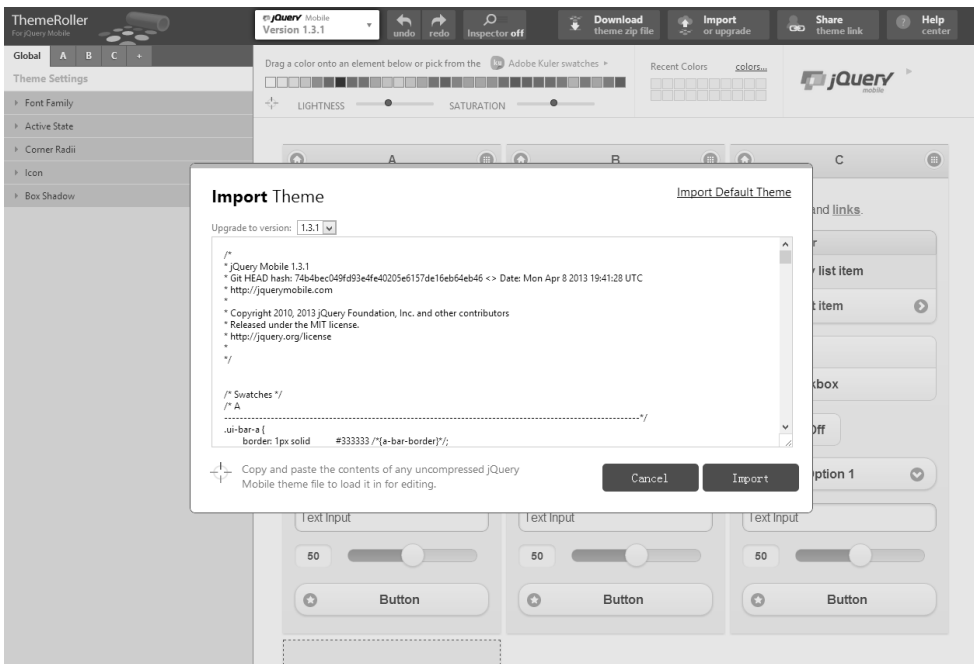 ThemeRoller
For jQuery Mobile
jQuery Mobile
Version 1.3.1
undo
redo
Inspector off
Download
theme zip file
Import
or upgrade
Share
theme link
Help
center
Global A B C +
Theme Settings
Font Family
Active State
Corner Radii
Icon
Box Shadow
Drag a color onto an element below or pick from the ku Adobe Kuler swatches
LIGHTNESS
SATURATION
Recent Colors
colors...
jQuery
mobile
A
B
C
Import Theme
Import Default Theme
Upgrade to version: 1.3.1
/*
* jQuery Mobile 1.3.1
* Git HEAD hash: 74b4bec049fd93e4fe40205e6157de16eb64eb46 <> Date: Mon Apr 8 2013 19:41:28 UTC
* http://jquerymobile.com
*
* Copyright 2010, 2013 jQuery Foundation, Inc. and other contributors
* Released under the MIT license.
* http://jquery.org/license
*
*/
/* Swatches */
/* A
-----------------------------------------------------------------------------------------------------------*/
.ui-bar-a {
border: 1px solid #333333 /*{a-bar-border}*/;
Copy and paste the contents of any uncompressed jQuery
Mobile theme file to load it in for editing.
Cancel
Import
and links.
list item
t item
Off
Option 1
Text Input
Text Input
Text Input
50
50
50
Button
Button
Button